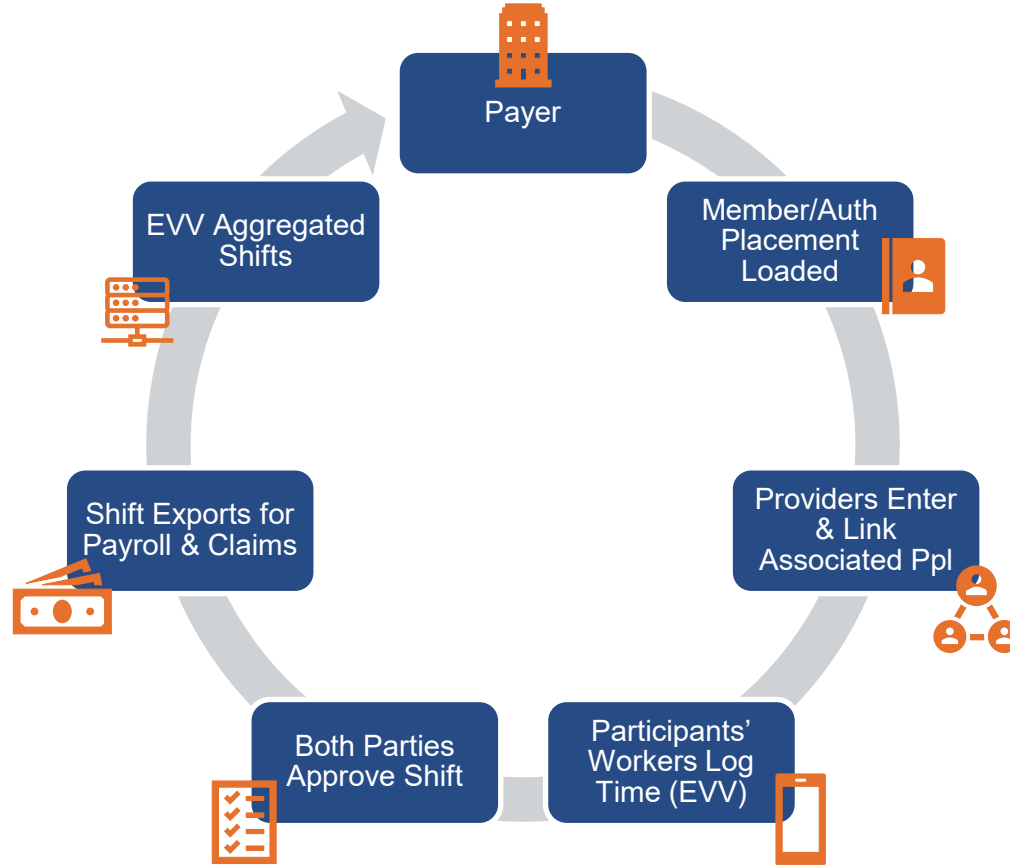 Payer
Member/Auth
Placement
Loaded
Providers Enter
& Link
Associated Ppl
Participants’
Workers Log
Time (EVV)
Both Parties
Approve Shift
Shift Exports for
Payroll & Claims
EVV Aggregated
Shifts